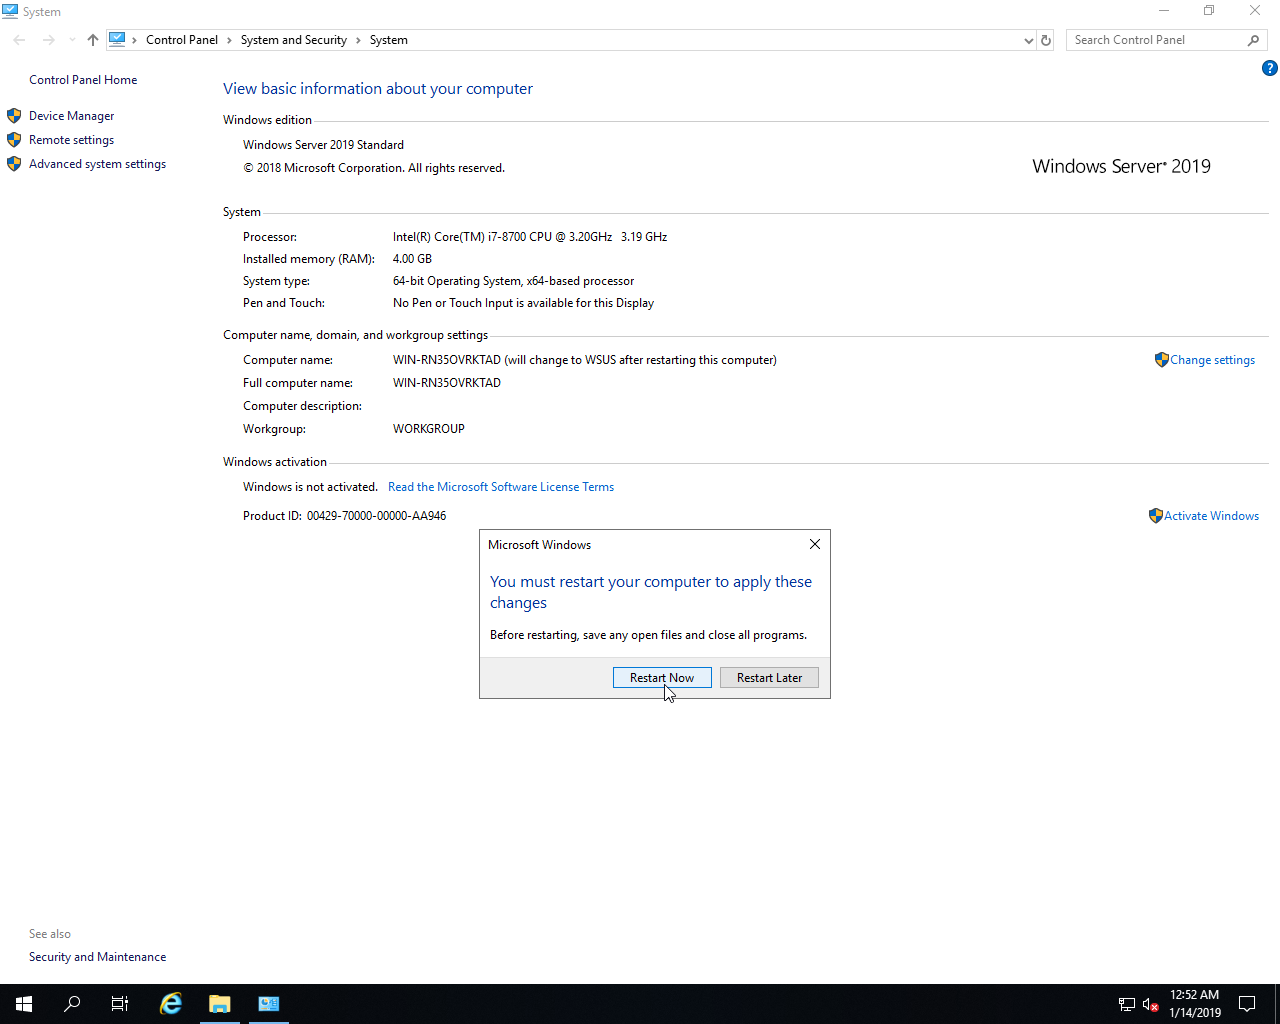 System
Control Panel > System and Security > System
Search Control Panel
Control Panel Home
Device Manager
Remote settings
Advanced system settings
View basic information about your computer
Windows edition
Windows Server 2019 Standard
© 2018 Microsoft Corporation. All rights reserved.
Windows Server® 2019
System
Processor: Intel(R) Core(TM) i7-8700 CPU @ 3.20GHz 3.19 GHz
Installed memory (RAM): 4.00 GB
System type: 64-bit Operating System, x64-based processor
Pen and Touch: No Pen or Touch Input is available for this Display
Computer name, domain, and workgroup settings
Computer name: WIN-RN35OVRKTAD (will change to WSUS after restarting this computer)
Change settings
Full computer name: WIN-RN35OVRKTAD
Computer description:
Workgroup: WORKGROUP
Windows activation
Windows is not activated. Read the Microsoft Software License Terms
Product ID: 00429-70000-00000-AA946
Activate Windows
Microsoft Windows
You must restart your computer to apply these
changes
Before restarting, save any open files and close all programs.
Restart Now
Restart Later
See also
Security and Maintenance
12:52 AM
1/14/2019